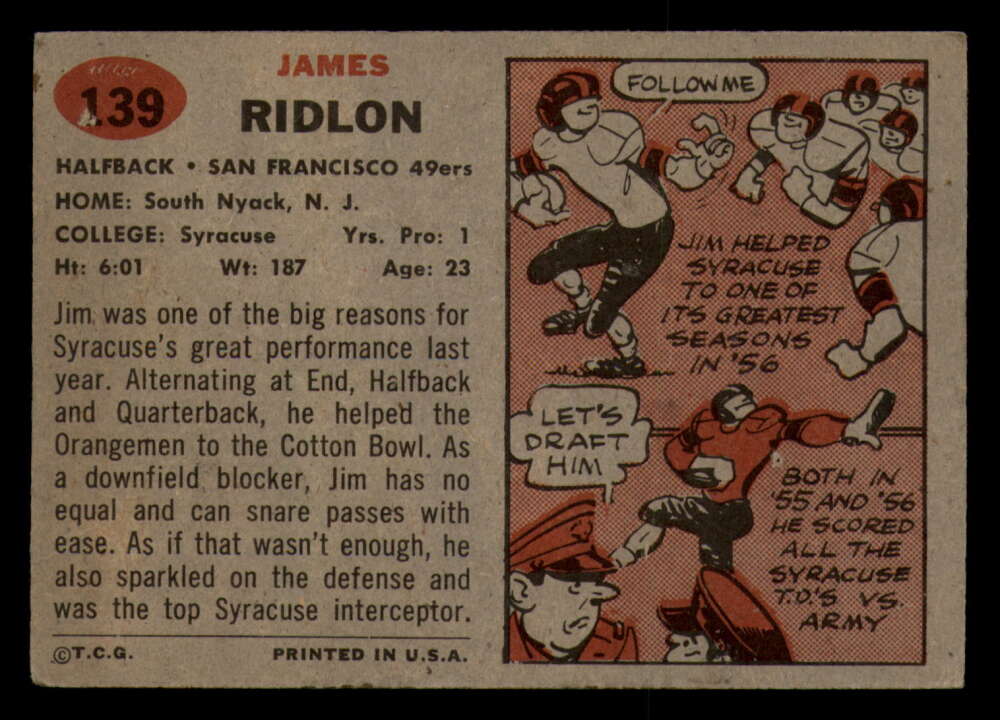 139
JAMES
RIDLON
HALFBACK • SAN FRANCISCO 49ers
HOME: South Nyack, N. J.
COLLEGE: Syracuse Yrs. Pro: 1
Ht: 6:01 Wt: 187 Age: 23
Jim was one of the big reasons for
Syracuse's great performance last
year. Alternating at End, Halfback
and Quarterback, he helped the
Orangemen to the Cotton Bowl. As
a downfield blocker, Jim has no
equal and can snare passes with
ease. As if that wasn't enough, he
also sparkled on the defense and
was the top Syracuse interceptor.
©T.C.G. PRINTED IN U.S.A.
FOLLOW ME
JIM HELPED
SYRACUSE
TO ONE OF
ITS GREATEST
SEASONS
IN '56
LET'S
DRAFT
HIM
BOTH IN
'55 AND '56
HE SCORED
ALL THE
SYRACUSE
T.D.'S VS.
ARMY